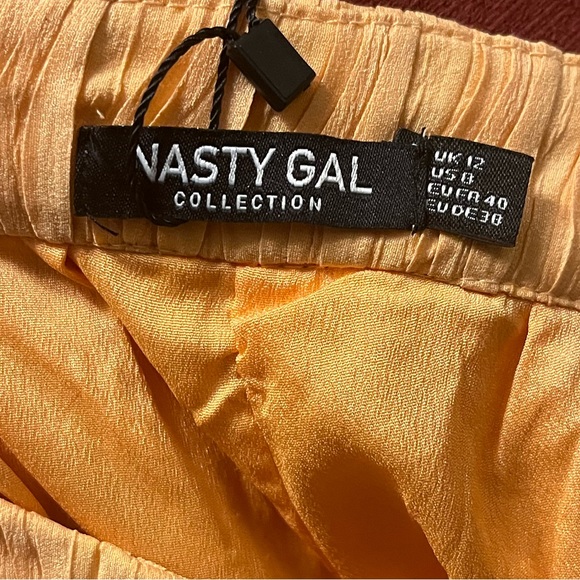 NASTY GAL
COLLECTION
UK 12
US 8
EU FR 40
EU DE 38